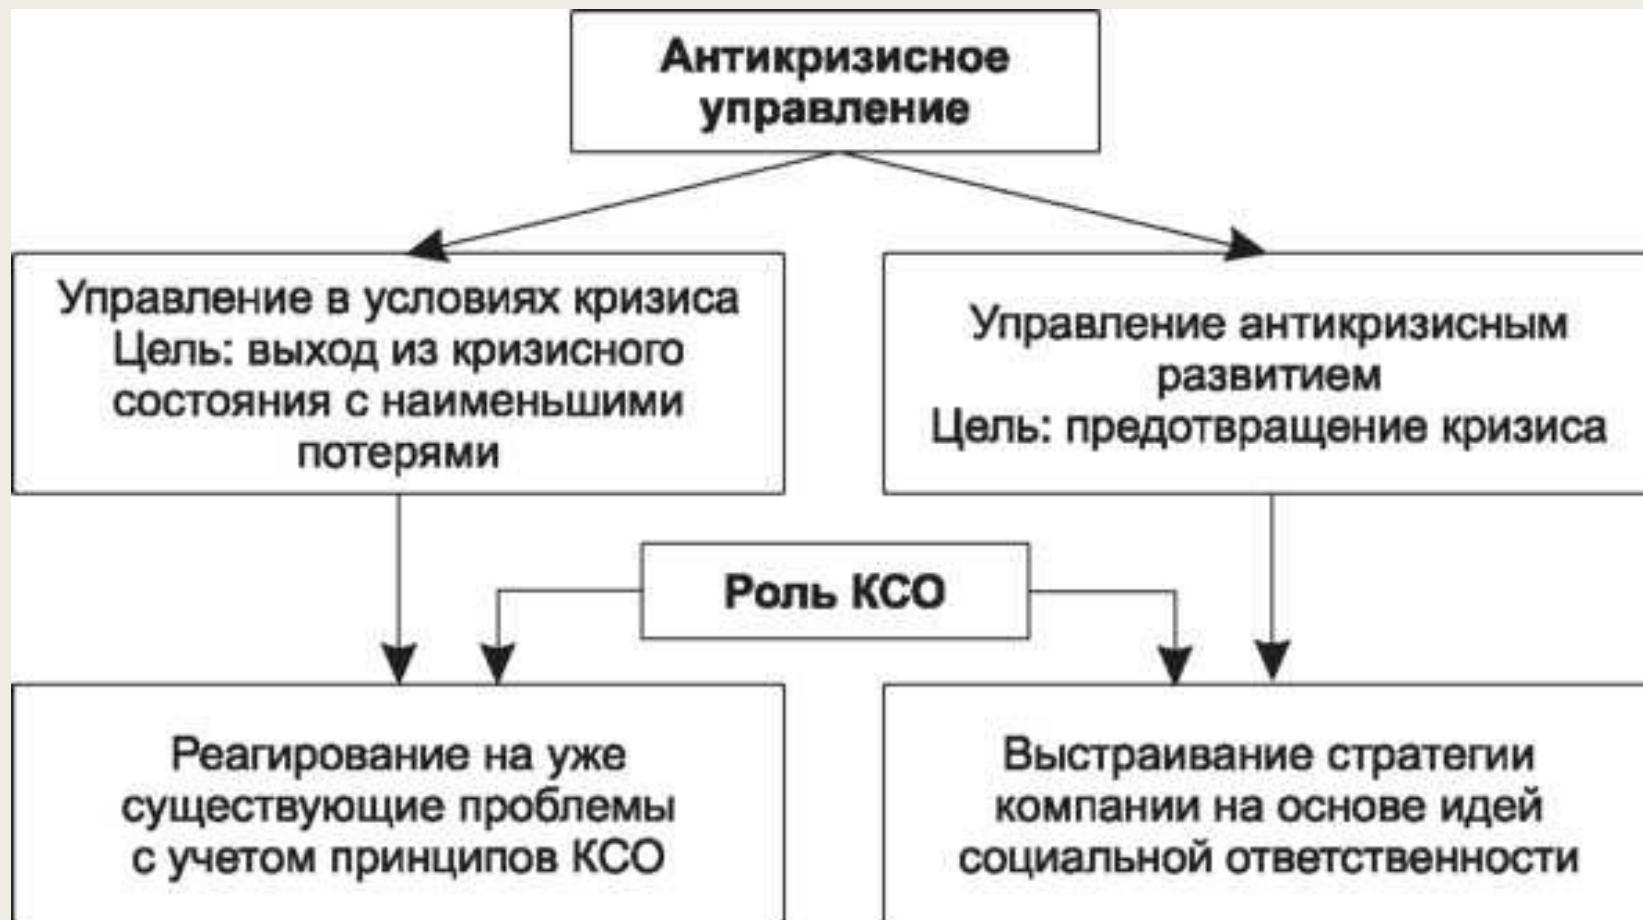 Антикризисное
управление
Управление в условиях кризиса
Цель: выход из кризисного
состояния с наименьшими
потерями
Управление антикризисным
развитием
Цель: предотвращение кризиса
Роль КСО
Реагирование на уже
существующие проблемы
с учетом принципов КСО
Выстраивание стратегии
компании на основе идей
социальной ответственности